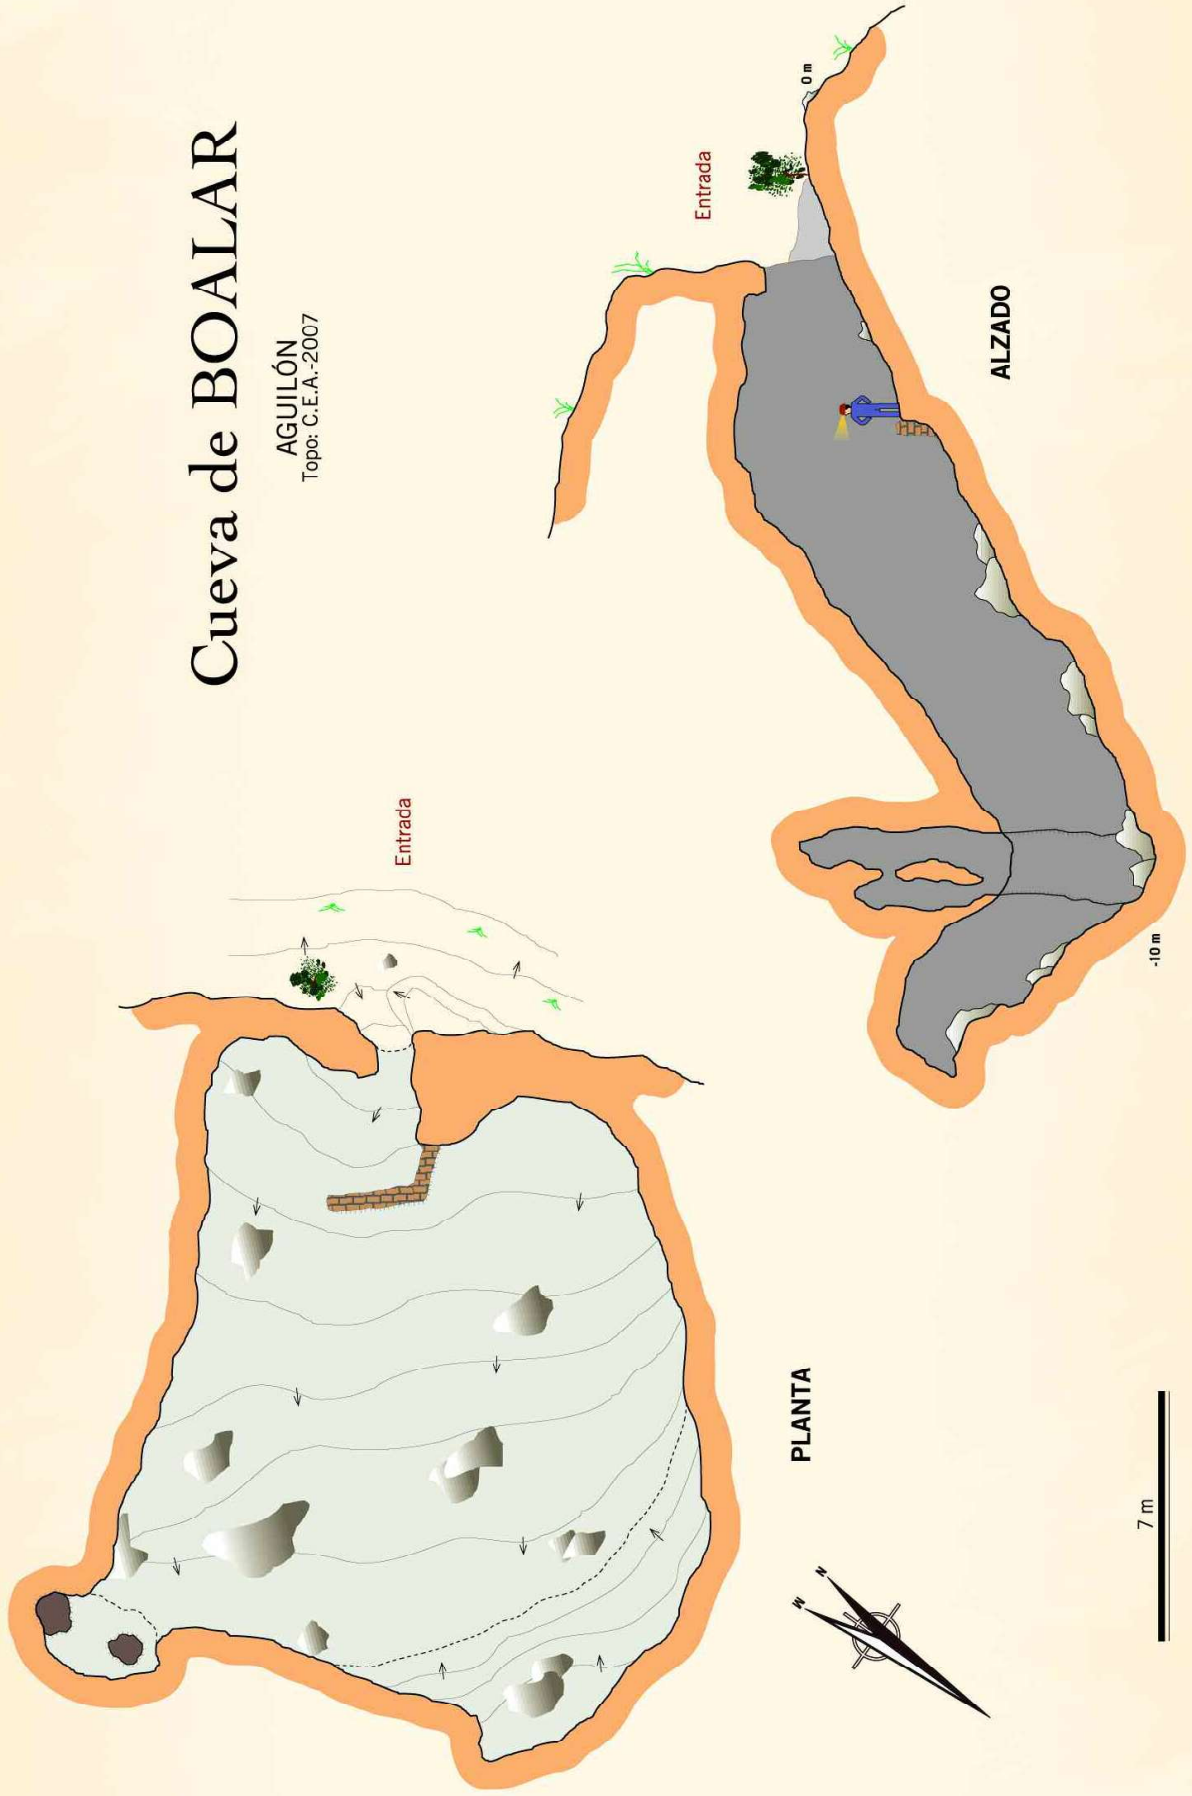 Cueva de BOALAR
AGUILÓN
Topo: C.E.A.-2007
Entrada
Entrada
0 m
ALZADO
-10 m
PLANTA
N
M
7 m